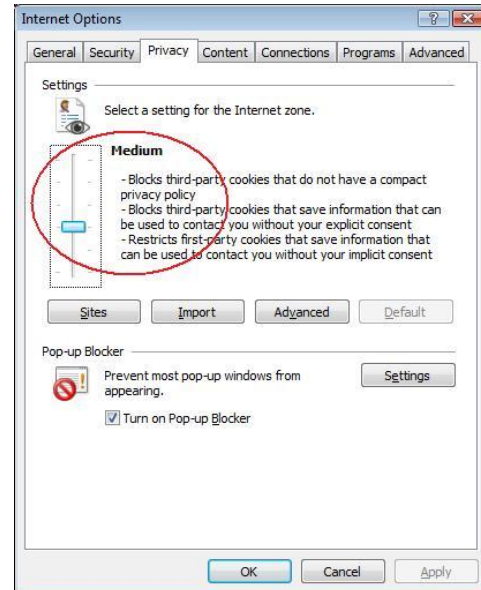 Internet Options
General Security Privacy Content Connections Programs Advanced
Settings
Select a setting for the Internet zone.
Medium
- Blocks third-party cookies that do not have a compact
privacy policy
- Blocks third-party cookies that save information that can
be used to contact you without your explicit consent
- Restricts first-party cookies that save information that
can be used to contact you without your implicit consent
Sites Import Advanced Default
Pop-up Blocker
Prevent most pop-up windows from Settings
appearing.
Turn on Pop-up Blocker
OK Cancel Apply